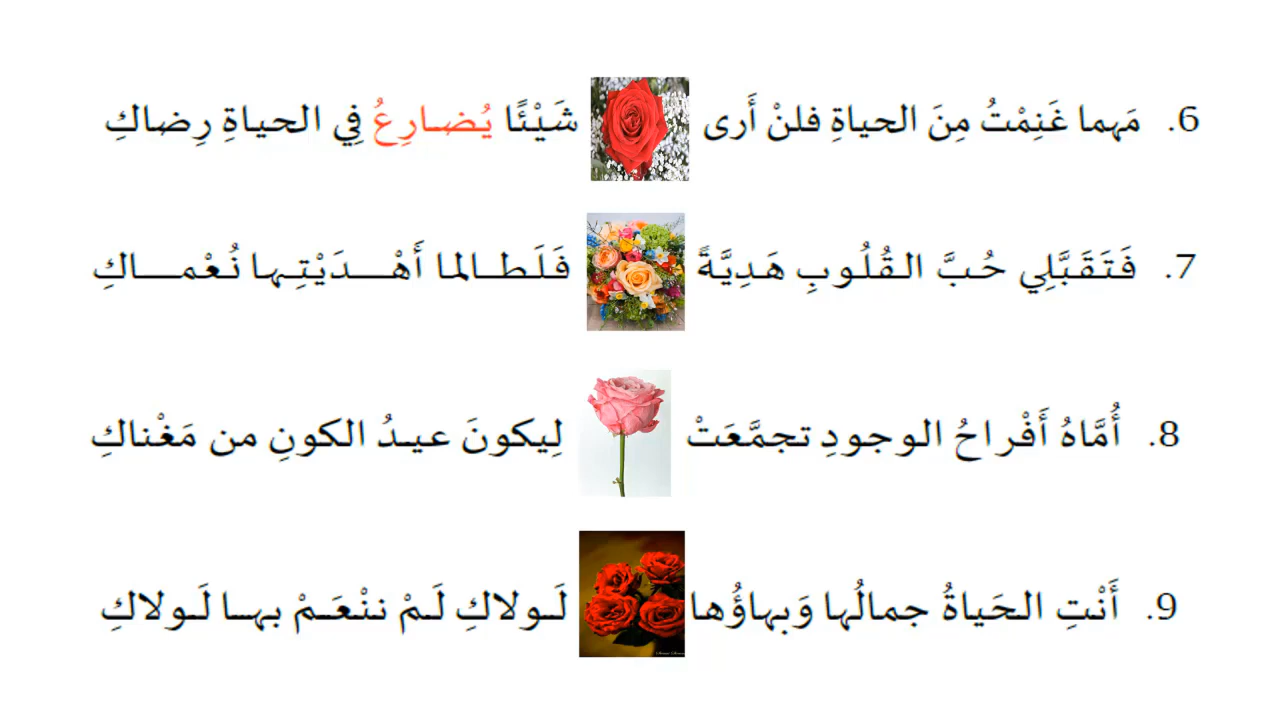 6. مَهما غَنِمْتُ مِنَ الحياةِ فلنْ أَرى شَيْئًا يُضارِعُ فِي الحياةِ رِضاكِ
7. فَتَقَبَّلِي حُبَّ القُلُوبِ هَدِيَّةً فَلَطالما أَهْدَيْتِها نُعْماكِ
8. أُمَّاهُ أَفْراحُ الوجودِ تجمَّعَتْ لِيكونَ عيدُ الكونِ من مَغْناكِ
9. أَنْتِ الحَياةُ جمالُها وَبهاؤُها لَولاكِ لَمْ ننْعَمْ بها لَولاكِ